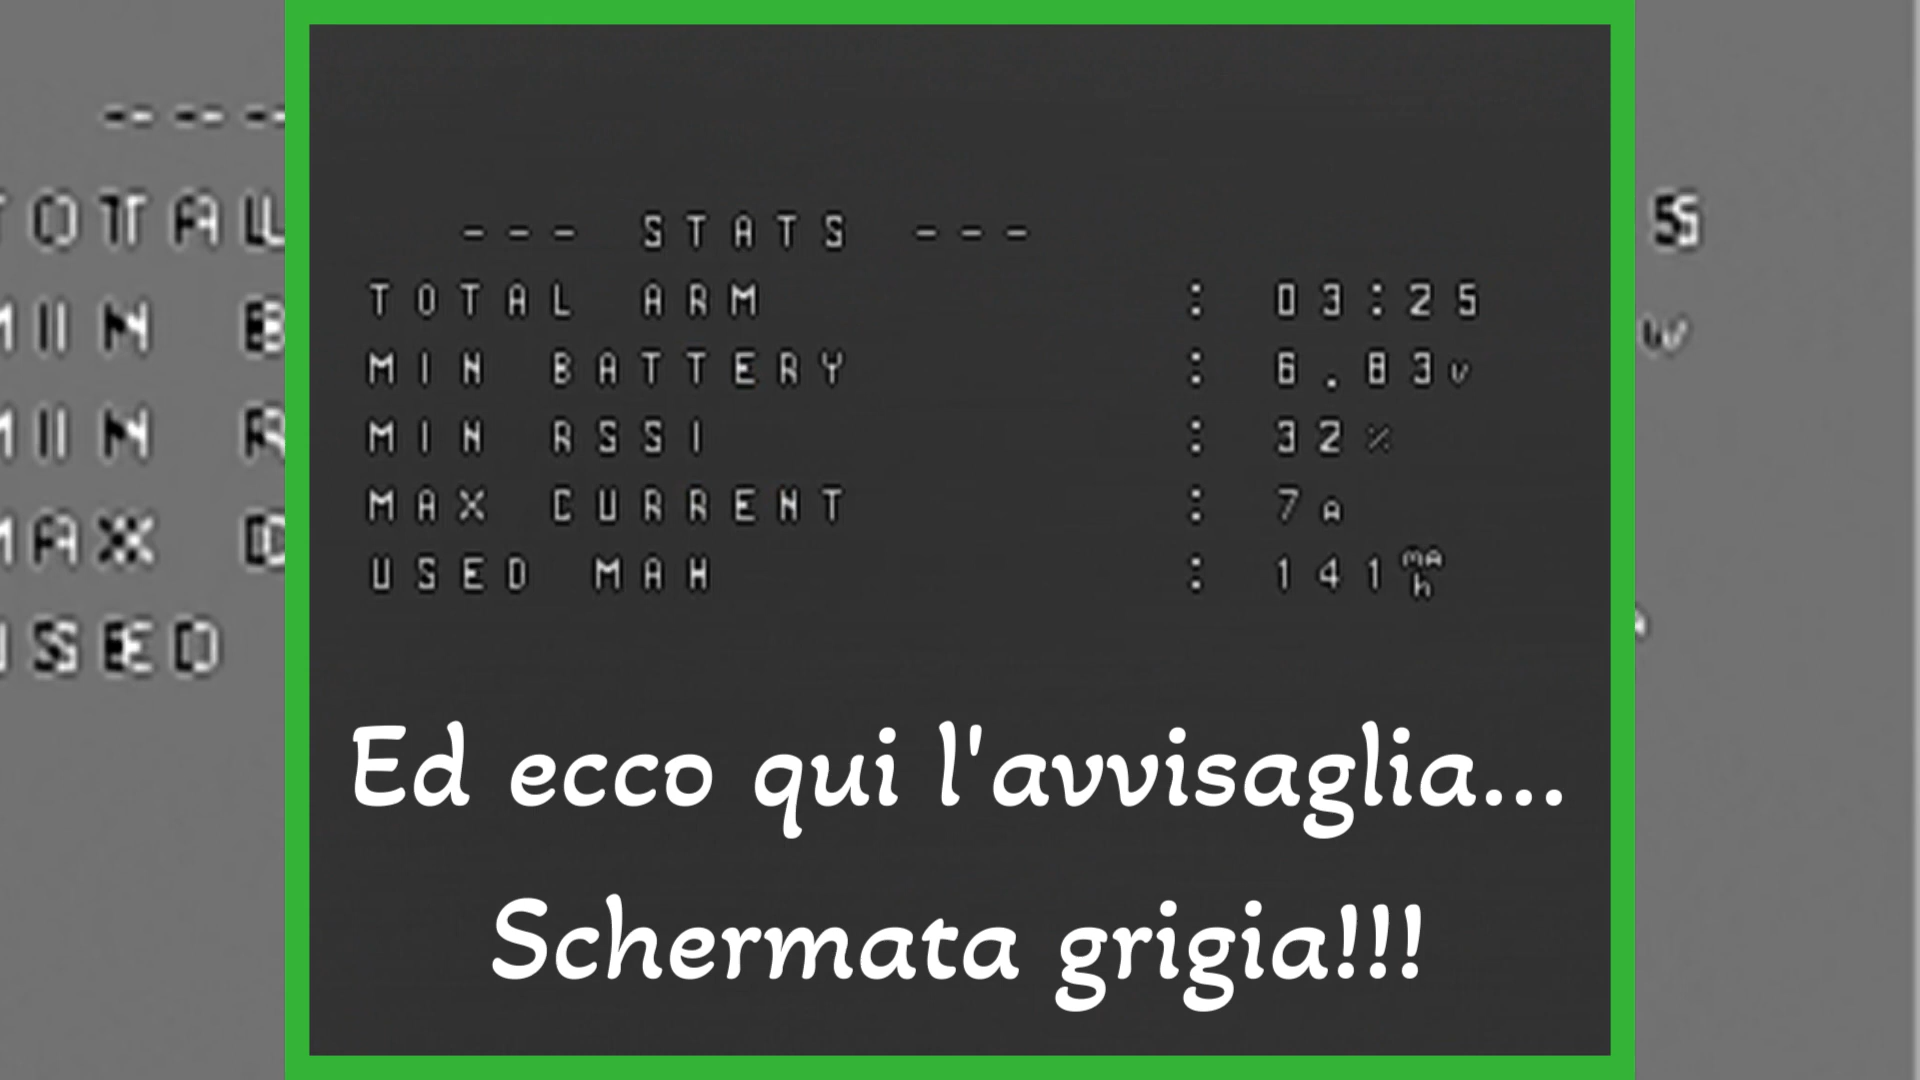 --- STATS ---
TOTAL ARM : 03:25
MIN BATTERY : 6.83V
MIN RSSI : 32%
MAX CURRENT : 7A
USED MAH : 141mAh
Ed ecco qui l'avvisaglia...
Schermata grigia!!!